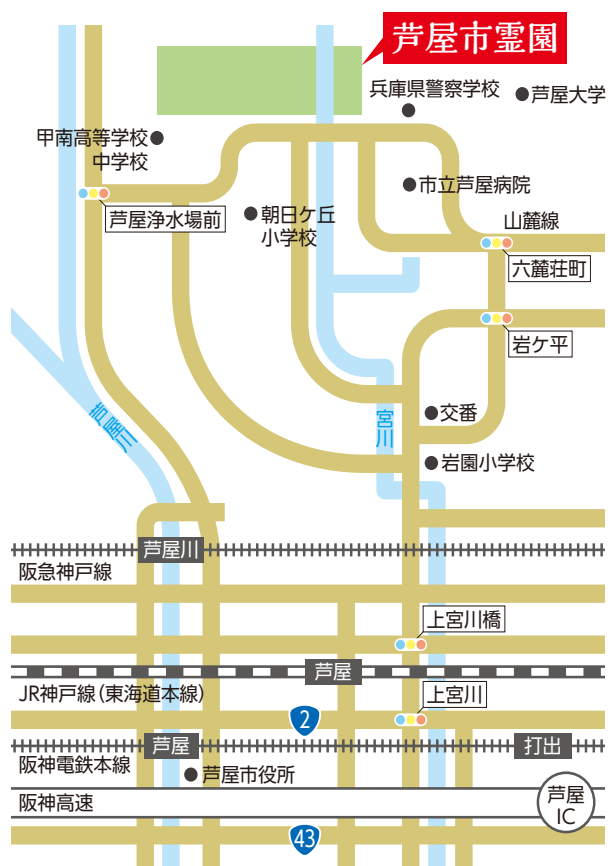 芦屋市霊園
兵庫県警察学校
芦屋大学
甲南高等学校
中学校
市立芦屋病院
芦屋浄水場前
朝日ケ丘
小学校
山麓線
六麓荘町
岩ケ平
芦屋川
宮川
交番
岩園小学校
芦屋川
阪急神戸線
上宮川橋
芦屋
JR神戸線(東海道本線)
上宮川
2
芦屋
打出
阪神電鉄本線
芦屋市役所
阪神高速
芦屋
IC
43